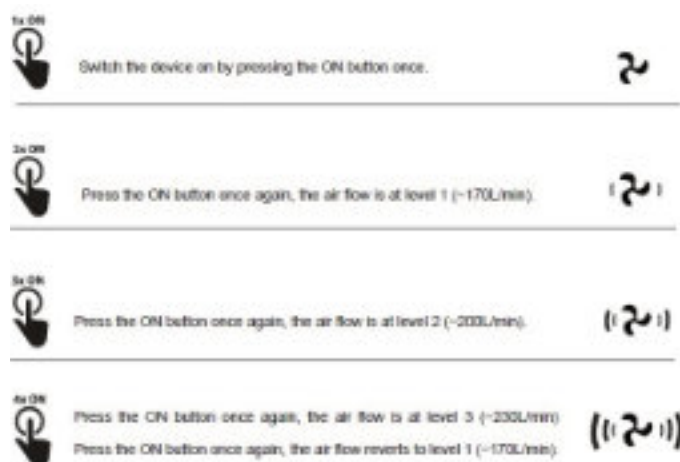 1x ON
Switch the device on by pressing the ON button once.
2x ON
Press the ON button once again, the air flow is at level 1 (~170L/min).
3x ON
Press the ON button once again, the air flow is at level 2 (~200L/min).
4x ON
Press the ON button once again, the air flow is at level 3 (~230L/min)
Press the ON button once again, the air flow reverts to level 1 (~170L/min).